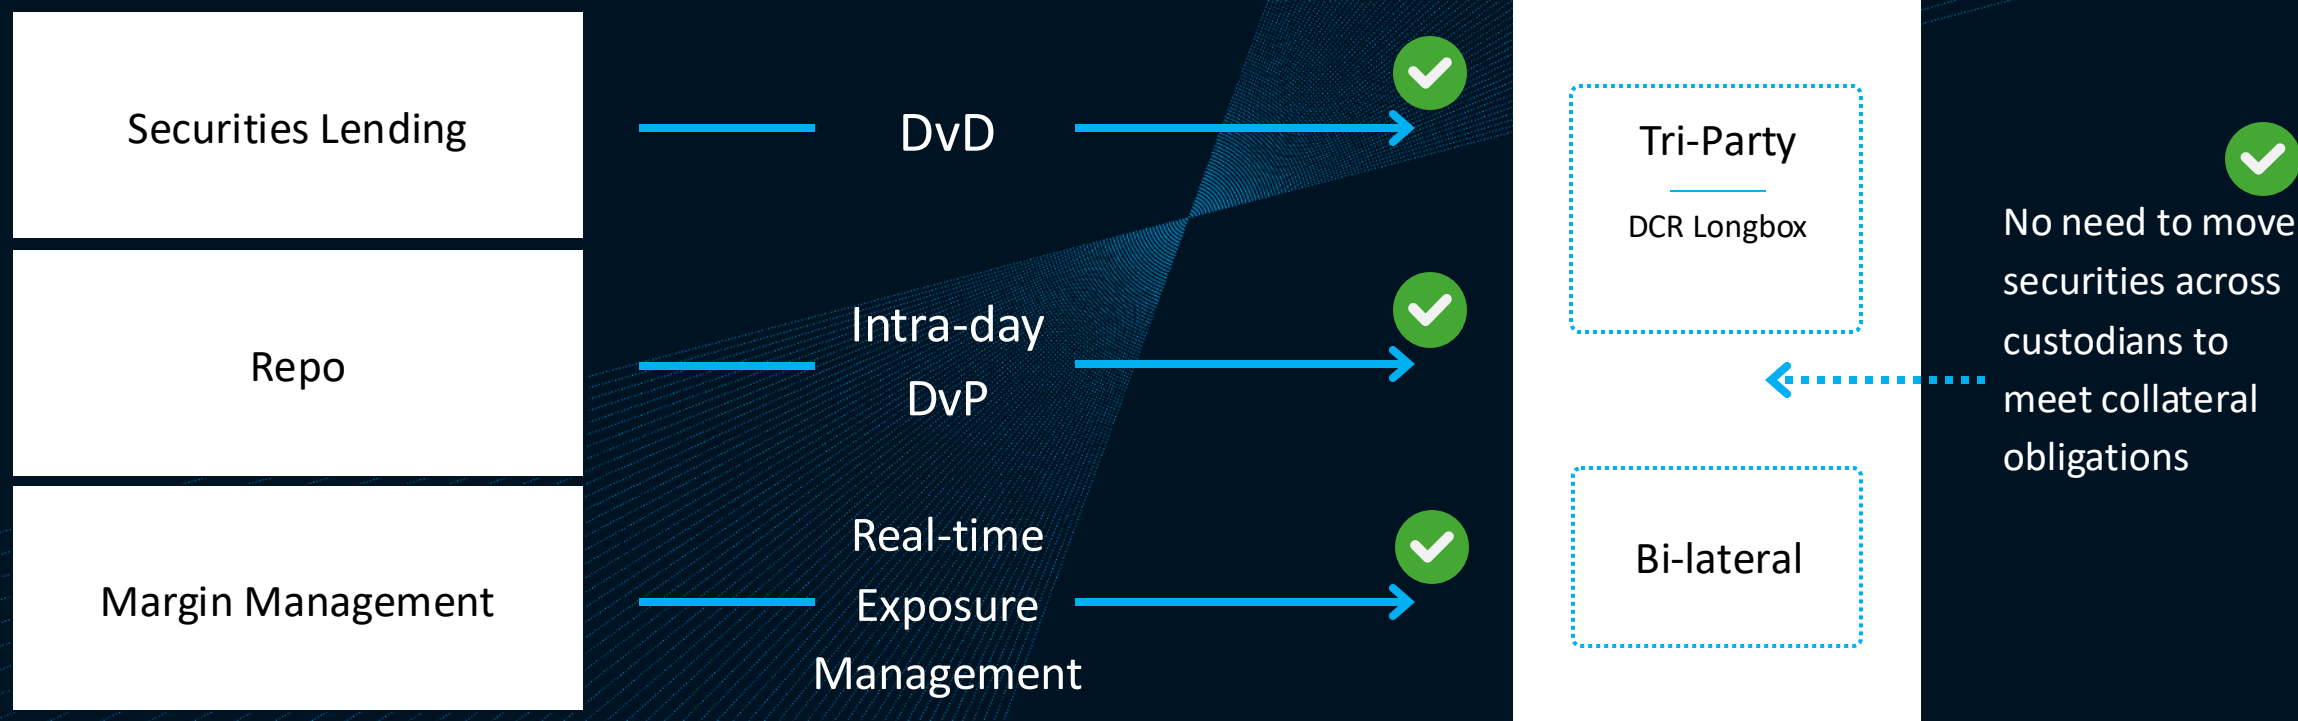 Securities Lending
DvD
Tri-Party
DCR Longbox
Repo
Intra-day
DvP
No need to move
securities across
custodians to
meet collateral
obligations
Margin Management
Real-time
Exposure
Management
Bi-lateral